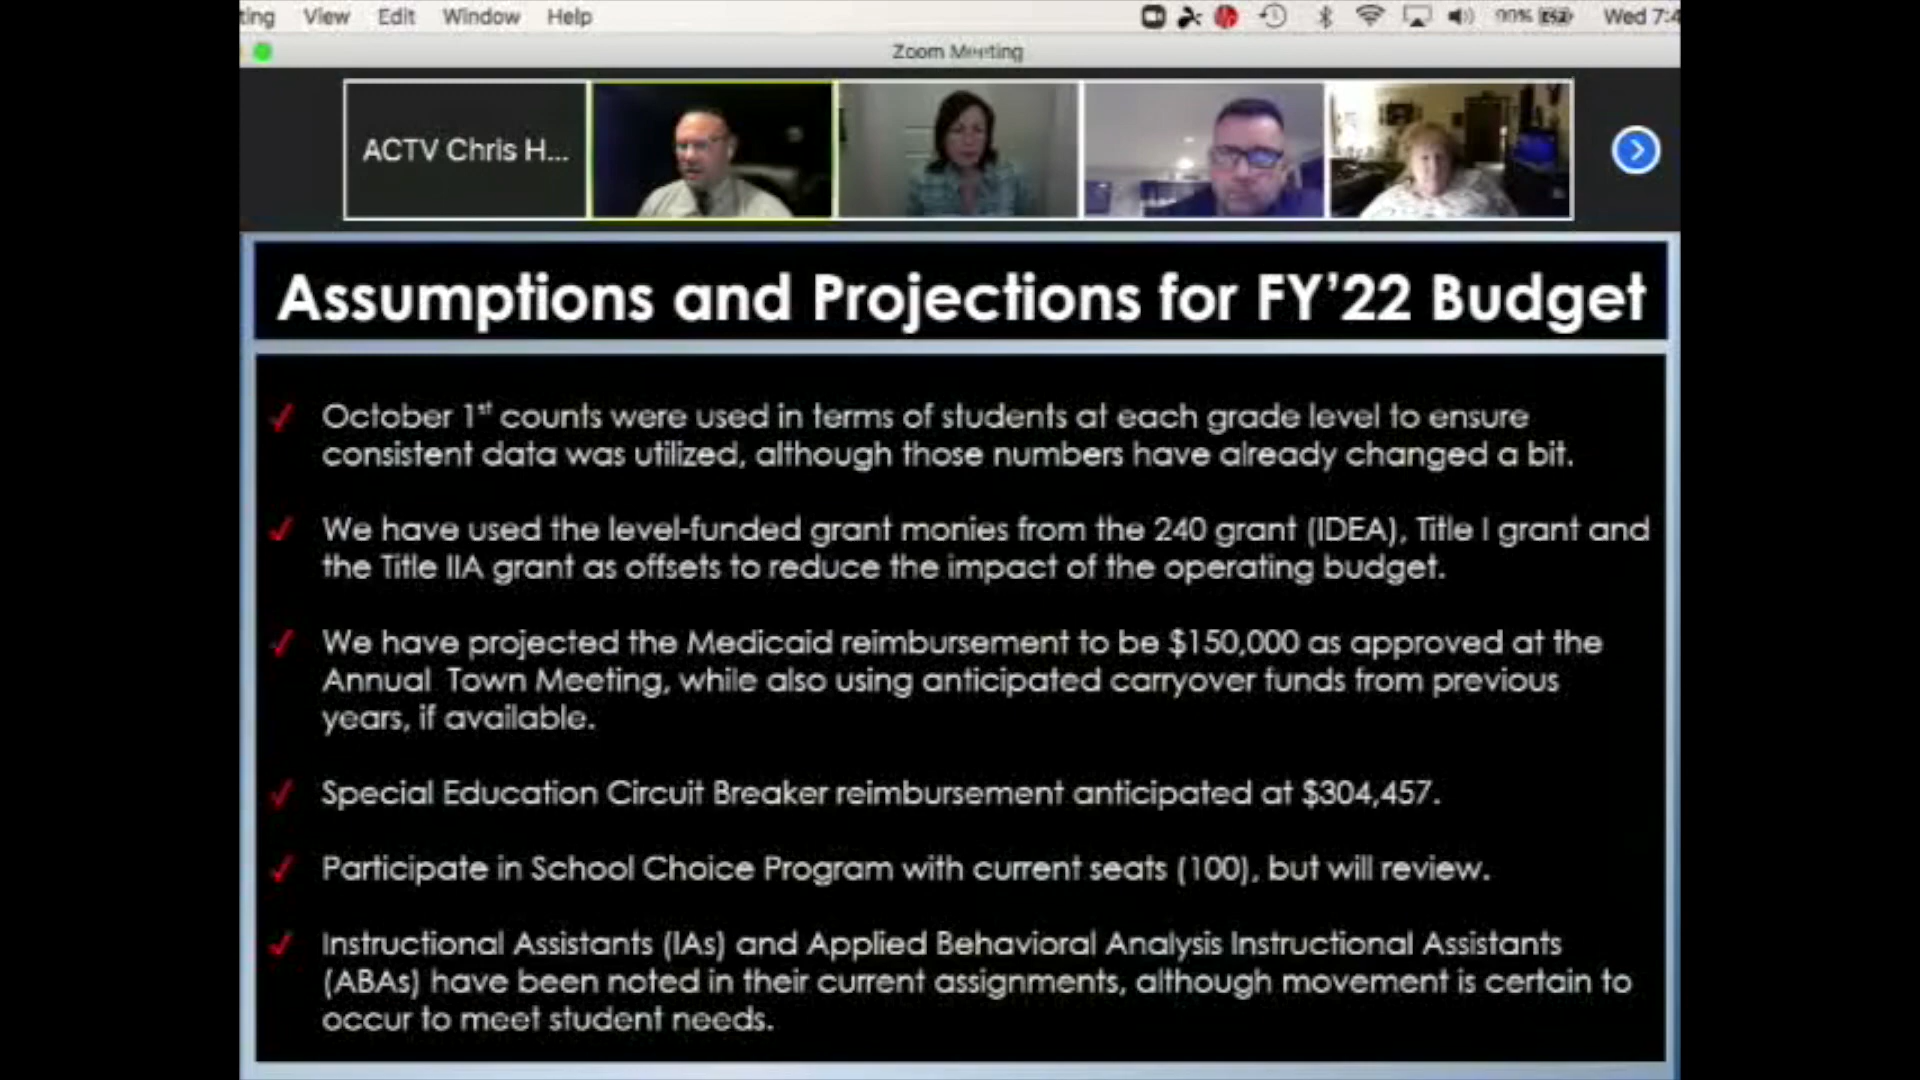 ting View Edit Window Help Wed 7:4
Zoom Meeting
ACTV Chris H...
Assumptions and Projections for FY'22 Budget
✓ October 1st counts were used in terms of students at each grade level to ensure
consistent data was utilized, although those numbers have already changed a bit.
✓ We have used the level-funded grant monies from the 240 grant (IDEA), Title I grant and
the Title IIA grant as offsets to reduce the impact of the operating budget.
✓ We have projected the Medicaid reimbursement to be $150,000 as approved at the
Annual Town Meeting, while also using anticipated carryover funds from previous
years, if available.
✓ Special Education Circuit Breaker reimbursement anticipated at $304,457.
✓ Participate in School Choice Program with current seats (100), but will review.
✓ Instructional Assistants (IAs) and Applied Behavioral Analysis Instructional Assistants
(ABAs) have been noted in their current assignments, although movement is certain to
occur to meet student needs.